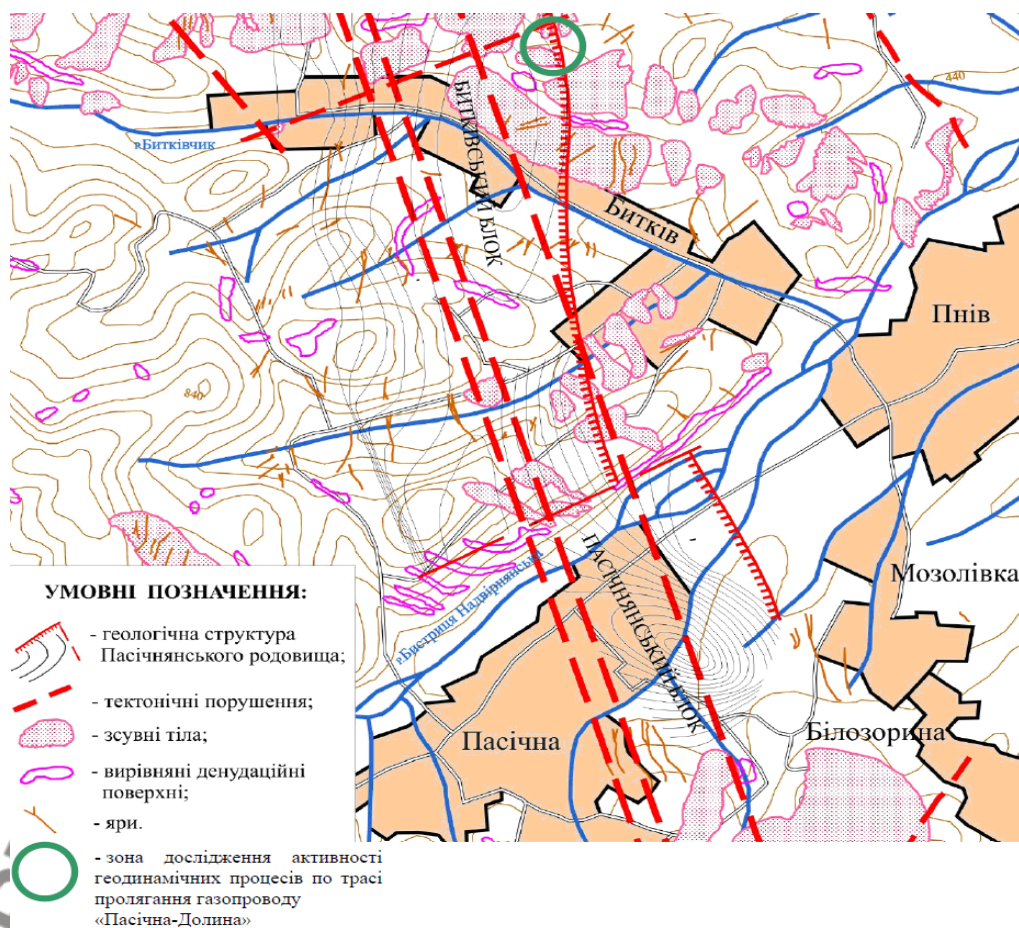 440
р.Битківчик
БИТКІВСЬКИЙ БЛОК
Битків
Пнів
840
ПАСІЧНЯНСЬКИЙ БЛОК
Мозолівка
р.Бистриця Надвірнянська
Пасічна
Білозорина
УМОВНІ ПОЗНАЧЕННЯ:
- геологічна структура
Пасічнянського родовища;
- тектонічні порушення;
- зсувні тіла;
- вирівняні денудаційні
поверхні;
- яри.
- зона дослідження активності
геодинамічних процесів по трасі
пролягання газопроводу
«Пасічна-Долина»